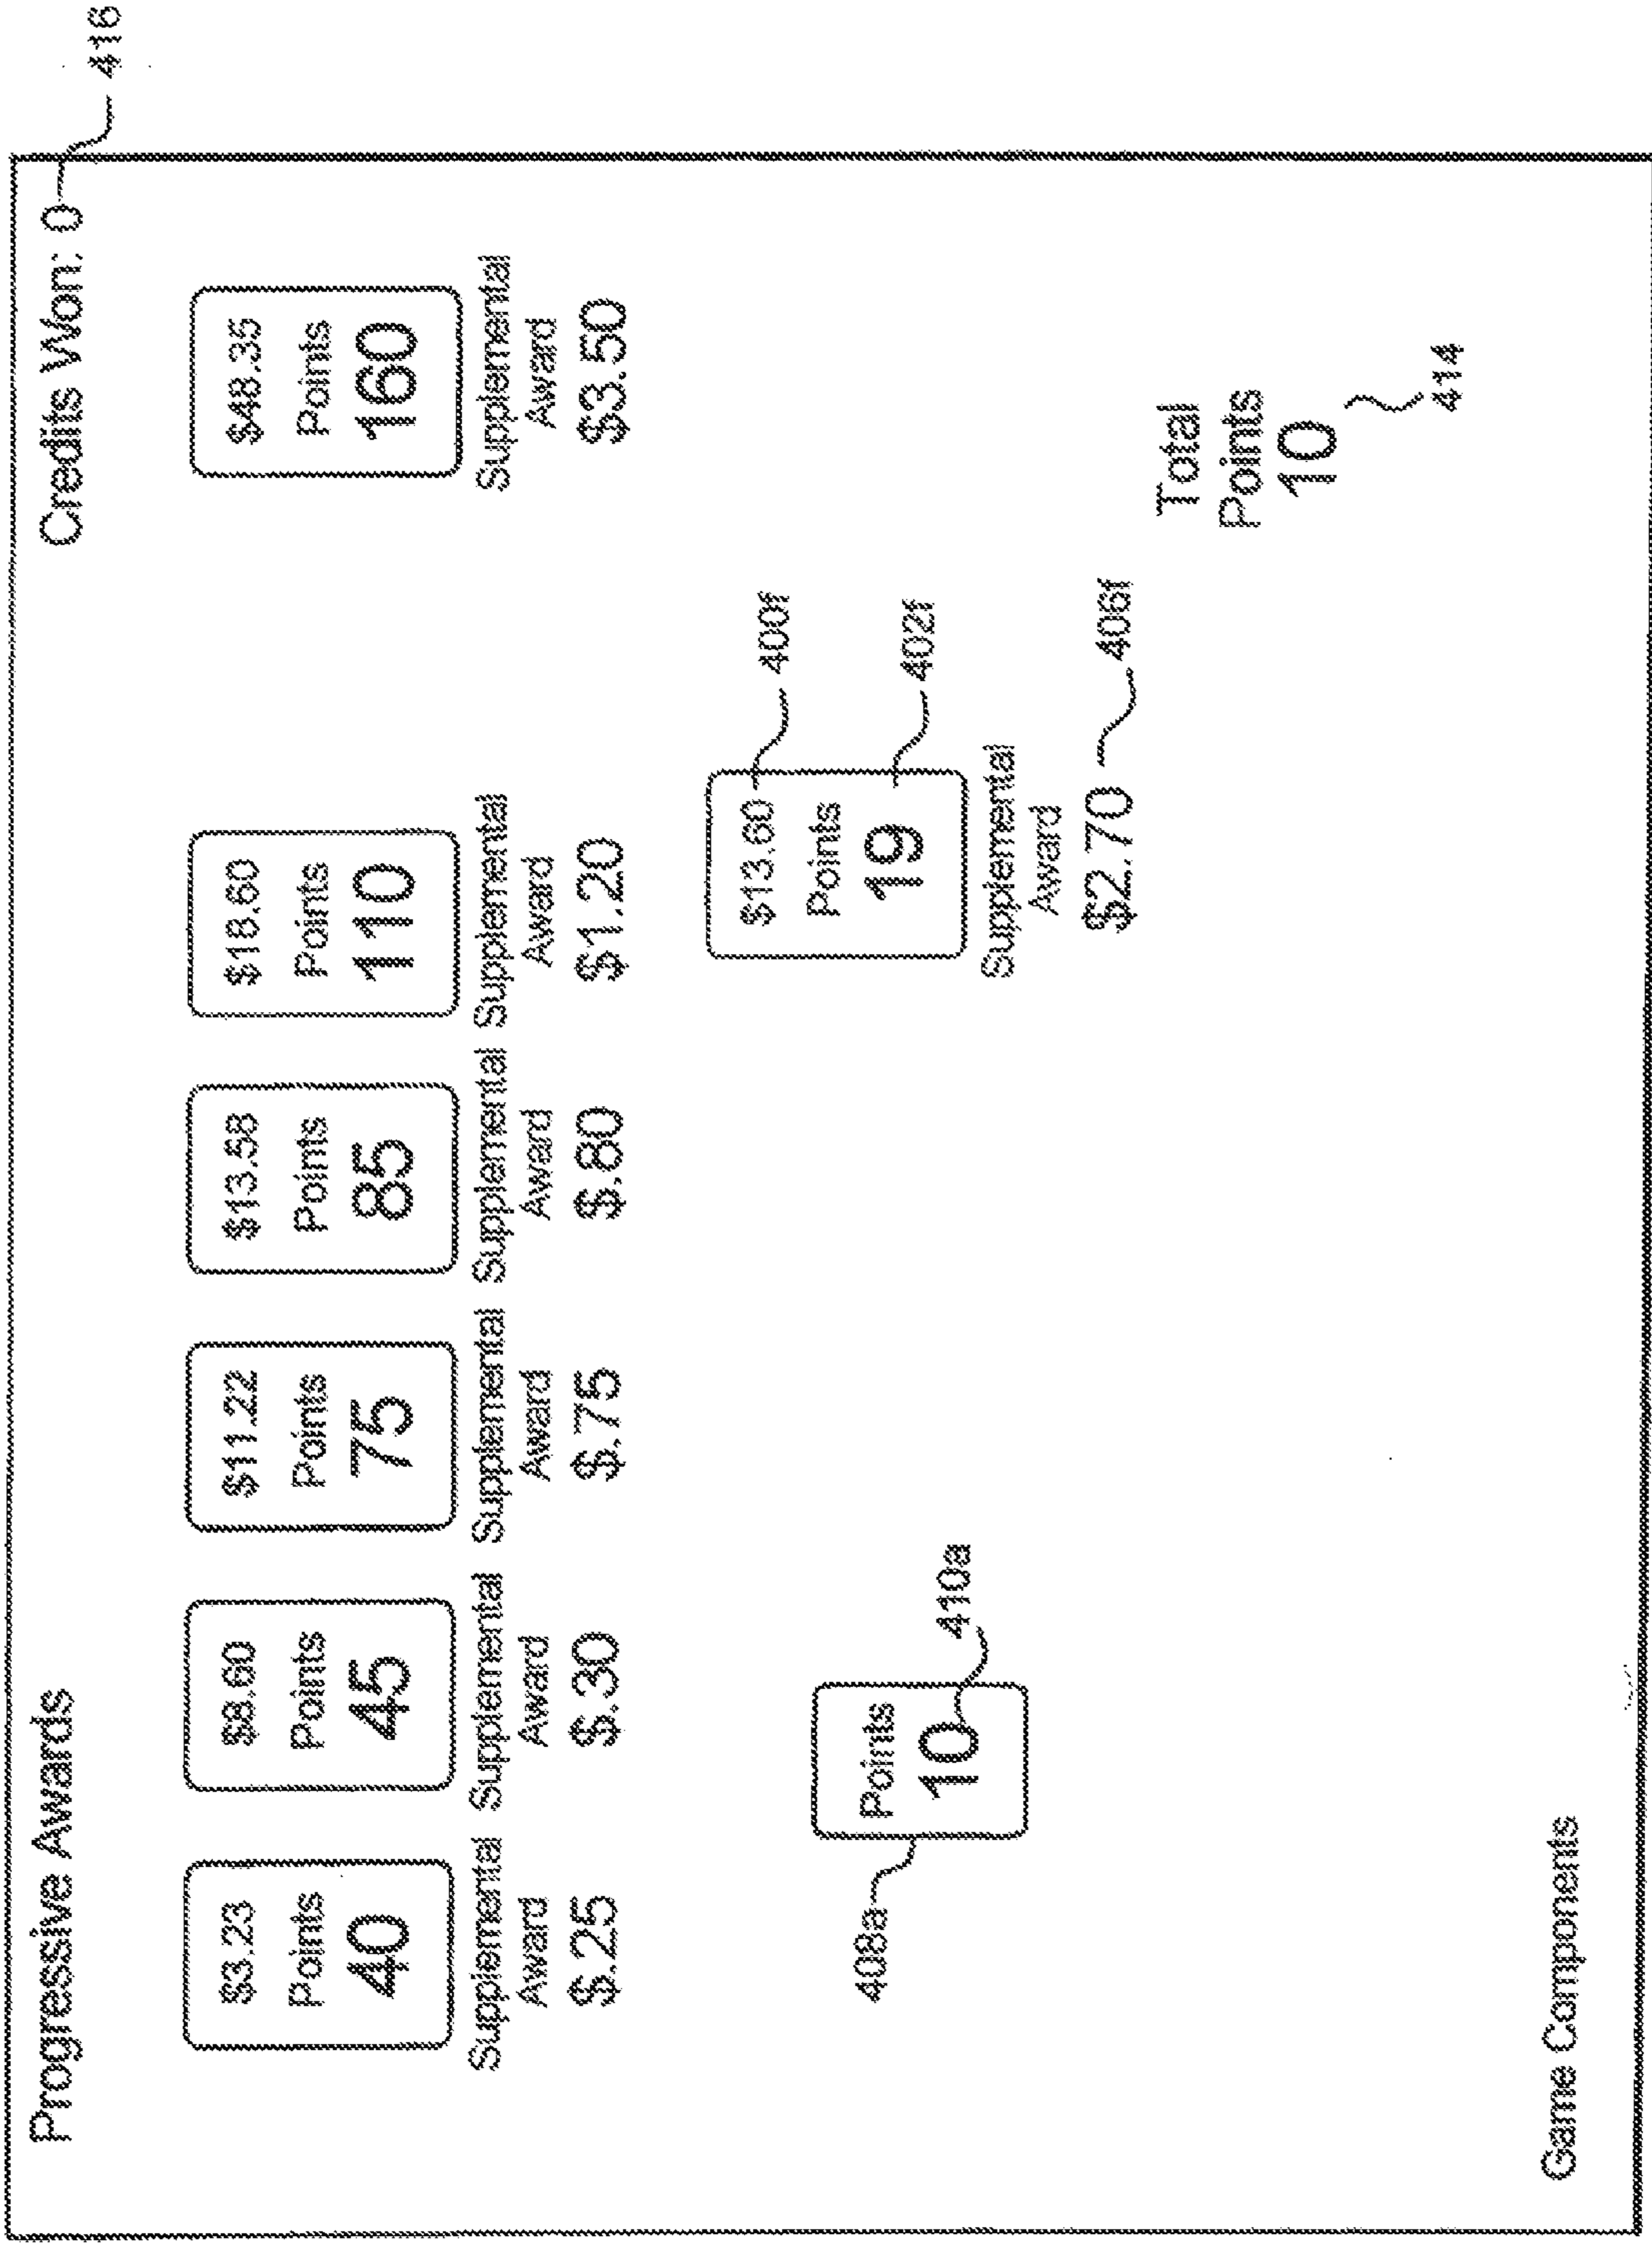 Progressive Awards
Credits Won: 0
416
$3.23
Points
40
Supplemental
Award
$.25
$8.60
Points
45
Supplemental
Award
$.30
$11.22
Points
75
Supplemental
Award
$.75
$13.58
Points
85
Supplemental
Award
$.80
$18.60
Points
110
Supplemental
Award
$1.20
$48.35
Points
160
Supplemental
Award
$3.50
408a
Points
10
410a
$13.60
400f
Points
19
402f
Supplemental
Award
$2.70
406f
Total
Points
10
414
Game Components